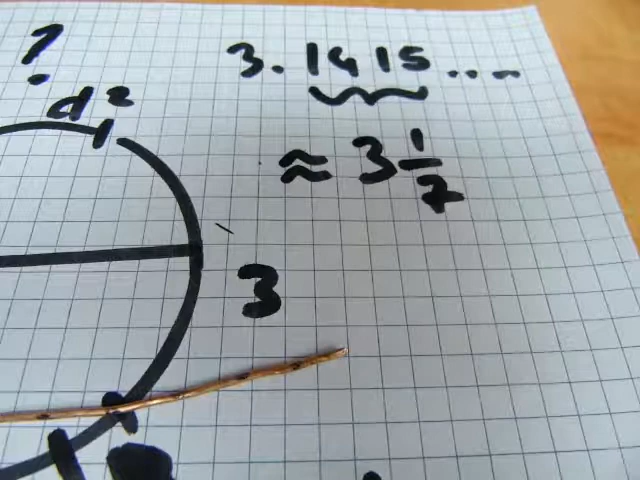 ?
3.1415....
d²
≈ 3 1/7
3